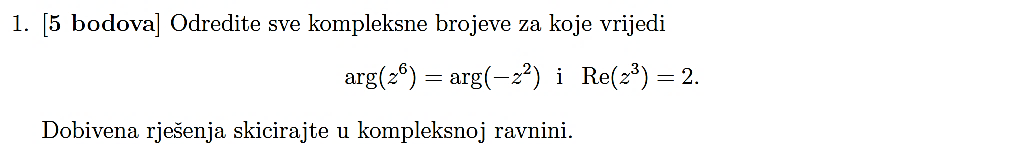 1. [5 bodova] Odredite sve kompleksne brojeve za koje vrijedi
arg(z⁶) = arg(−z²) i Re(z³) = 2.
Dobivena rješenja skicirajte u kompleksnoj ravnini.